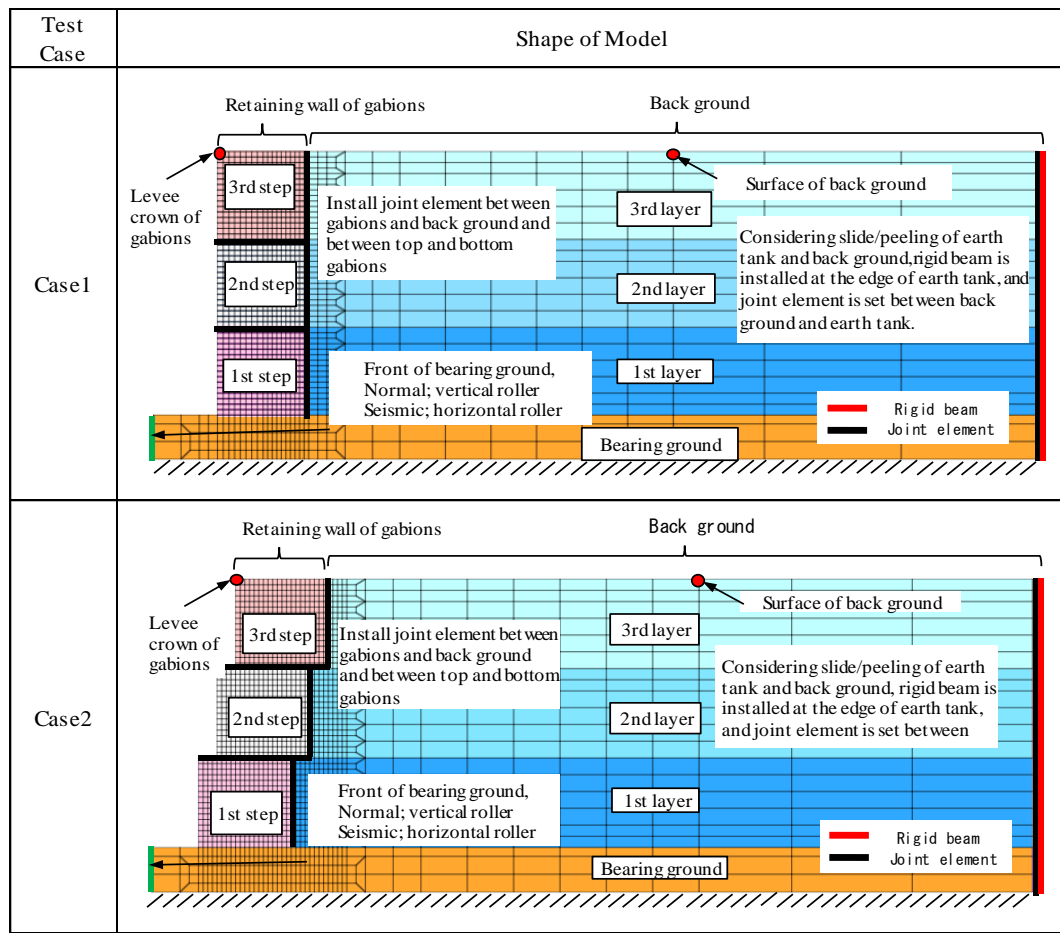 Test
Case
Shape of Model
Case1
Retaining wall of gabions
Back ground
Levee
crown of
gabions
3rd step
2nd step
1st step
Install joint element between
gabions and back ground and
between top and bottom
gabions
Surface of back ground
3rd layer
2nd layer
1st layer
Considering slide/peeling of earth
tank and back ground,rigid beam is
installed at the edge of earth tank, and
joint element is set between back
ground and earth tank.
Front of bearing ground,
Normal; vertical roller
Seismic; horizontal roller
Rigid beam
Joint element
Bearing ground
Case2
Retaining wall of gabions
Back ground
Levee
crown of
gabions
3rd step
2nd step
1st step
Install joint element between
gabions and back ground
and between top and bottom
gabions
Surface of back ground
3rd layer
2nd layer
1st layer
Considering slide/peeling of earth
tank and back ground, rigid beam is
installed at the edge of earth tank,
and joint element is set between
Front of bearing ground,
Normal; vertical roller
Seismic; horizontal roller
Rigid beam
Joint element
Bearing ground